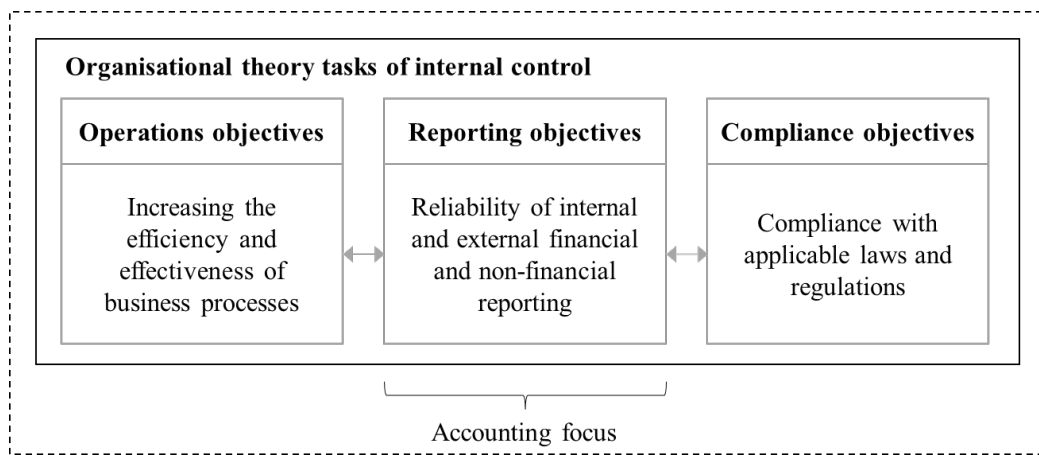 Organisational theory tasks of internal control
Operations objectives
Increasing the
efficiency and
effectiveness of
business processes
Reporting objectives
Reliability of internal
and external financial
and non-financial
reporting
Compliance objectives
Compliance with
applicable laws and
regulations
Accounting focus